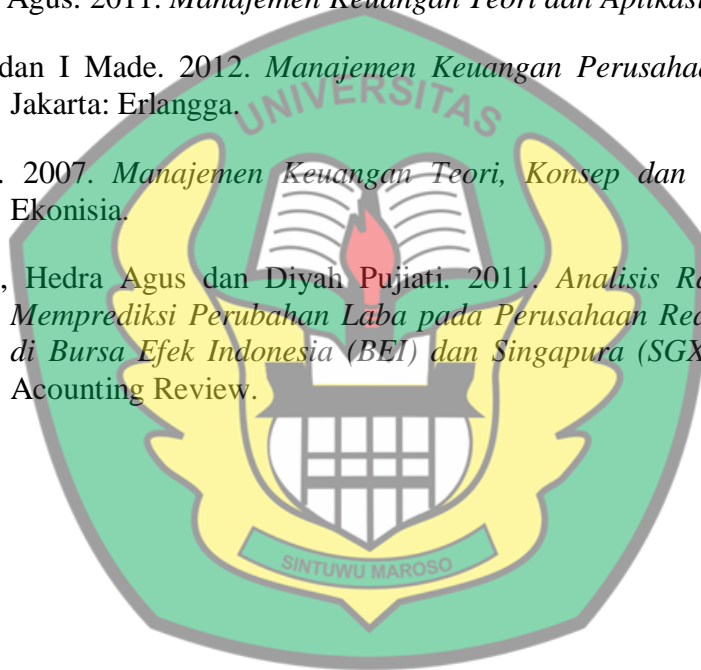 Agus. 2011. Manajemen Keuangan Teori dan Aplikasi
dan I Made. 2012. Manajemen Keuangan Perusahaa
Jakarta: Erlangga.
. 2007. Manajemen Keuangan Teori, Konsep dan
Ekonisia.
, Hedra Agus dan Diyah Pujiati. 2011. Analisis Ra
Memprediksi Perubahan Laba pada Perusahaan Rea
di Bursa Efek Indonesia (BEI) dan Singapura (SGX
Acounting Review.
UNIVERSITAS
SINTUWU MAROSO